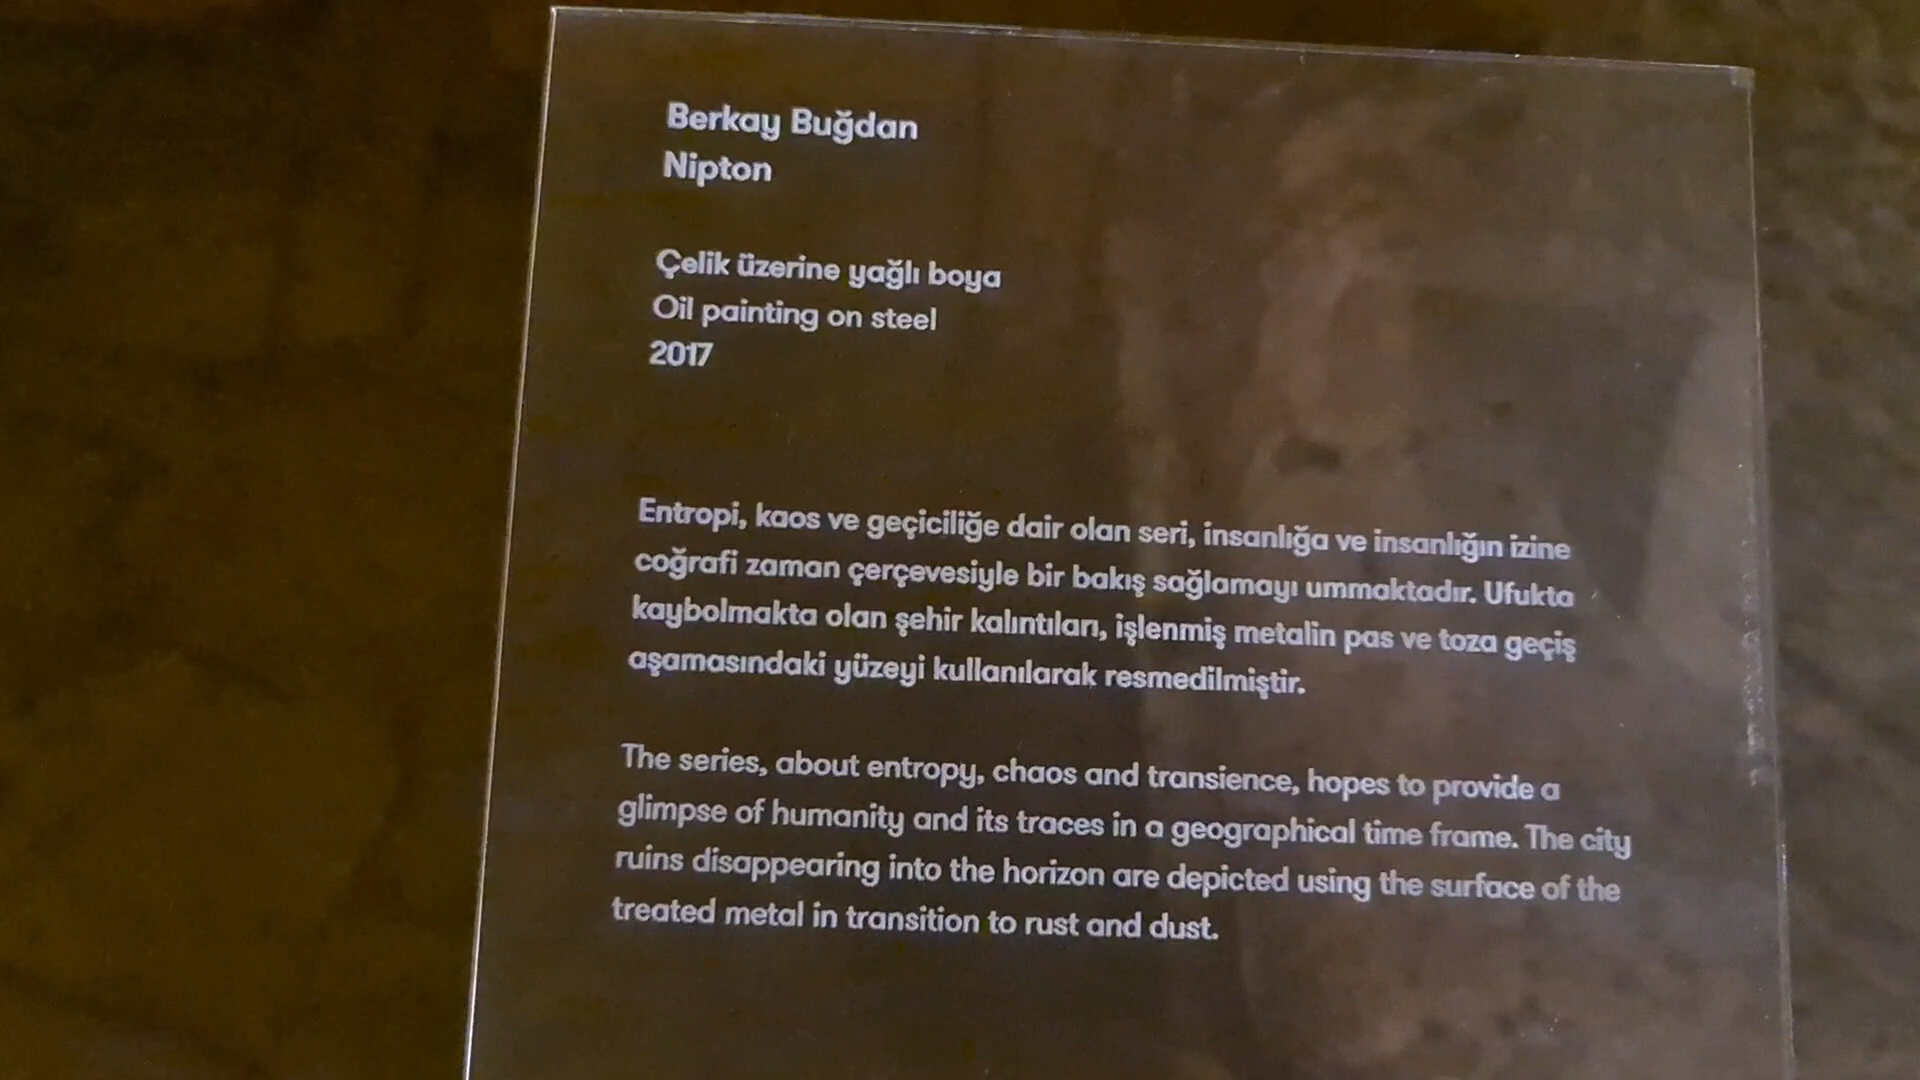 Berkay Buğdan
Nipton
Çelik üzerine yağlı boya
Oil painting on steel
2017
Entropi, kaos ve geçiciliğe dair olan seri, insanlığa ve insanlığın izine
coğrafi zaman çerçevesiyle bir bakış sağlamayı ummaktadır. Ufukta
kaybolmakta olan şehir kalıntıları, işlenmiş metalin pas ve toza geçiş
aşamasındaki yüzeyi kullanılarak resmedilmiştir.
The series, about entropy, chaos and transience, hopes to provide a
glimpse of humanity and its traces in a geographical time frame. The city
ruins disappearing into the horizon are depicted using the surface of the
treated metal in transition to rust and dust.